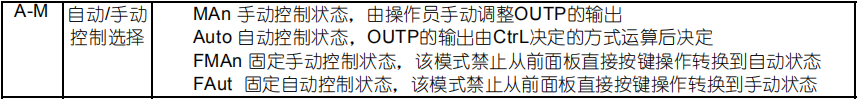 A-M 自动/手动控制选择 MAn 手动控制状态，由操作员手动调整OUTP的输出
Auto 自动控制状态，OUTP的输出由CtrL决定的方式运算后决定
FMAn 固定手动控制状态，该模式禁止从前面板直接按键操作转换到自动状态
FAut 固定自动控制状态，该模式禁止从前面板直接按键操作转换到手动状态